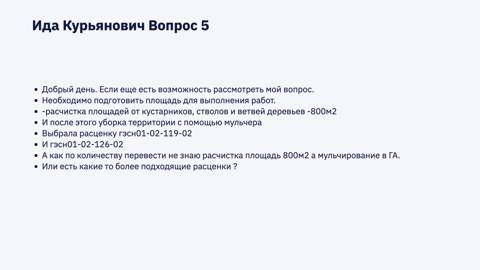 Ида Курьянович Вопрос 5
• Добрый день. Если еще есть возможность рассмотреть мой вопрос.
• Необходимо подготовить площадь для выполнения работ.
• -расчистка площадей от кустарников, стволов и ветвей деревьев -800м2
• И после этого уборка территории с помощью мульчера
• Выбрала расценку гэсн01-02-119-02
• И гэсн01-02-126-02
• А как по количеству перевести не знаю расчистка площадь 800м2 а мульчирование в ГА.
• Или есть какие то более подходящие расценки ?